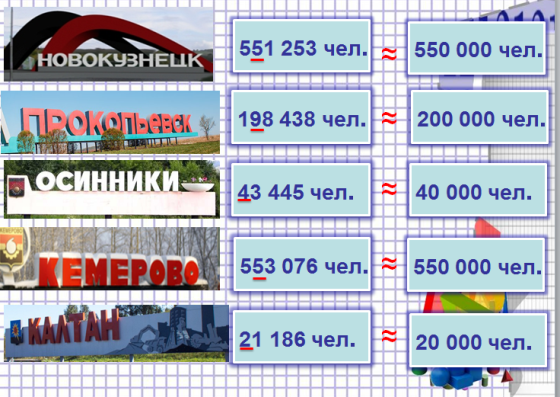 НОВОКУЗНЕЦК 551 253 чел. ≈ 550 000 чел.
ПРОКОПЬЕВСК 198 438 чел. ≈ 200 000 чел.
ОСИННИКИ 43 445 чел. ≈ 40 000 чел.
КЕМЕРОВО 553 076 чел. ≈ 550 000 чел.
КАЛТАН 21 186 чел. ≈ 20 000 чел.